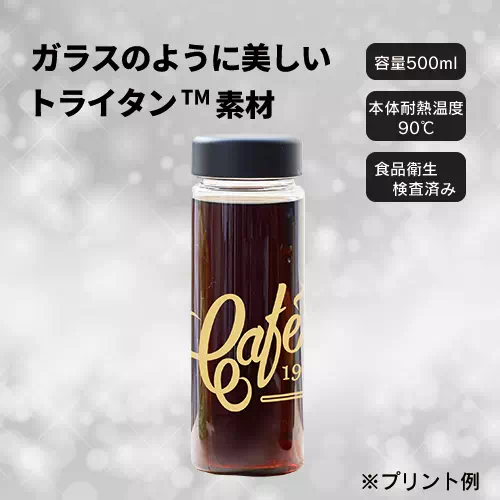 ガラスのように美しい
トライタン™素材
容量500ml
本体耐熱温度
90℃
食品衛生
検査済み
Cafe
19
※プリント例